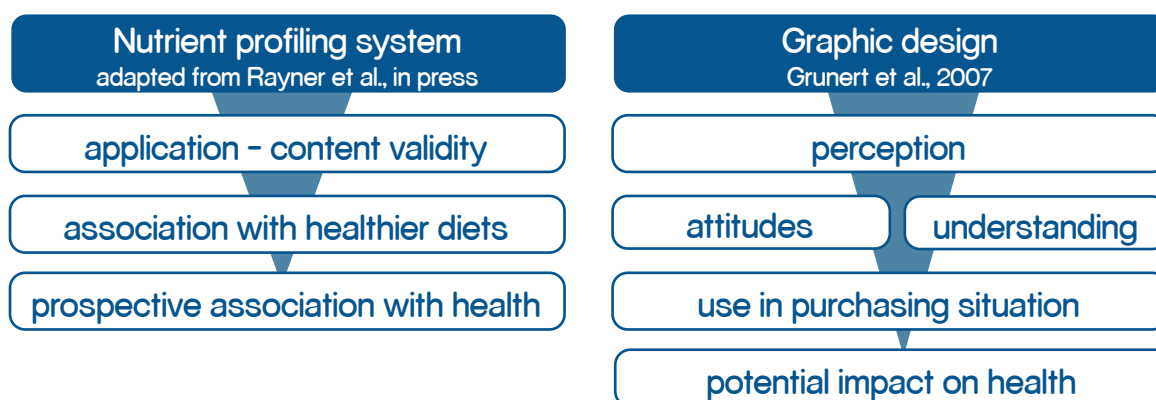 Nutrient profiling system
adapted from Rayner et al., in press
application - content validity
association with healthier diets
prospective association with health
Graphic design
Grunert et al., 2007
perception
attitudes
understanding
use in purchasing situation
potential impact on health